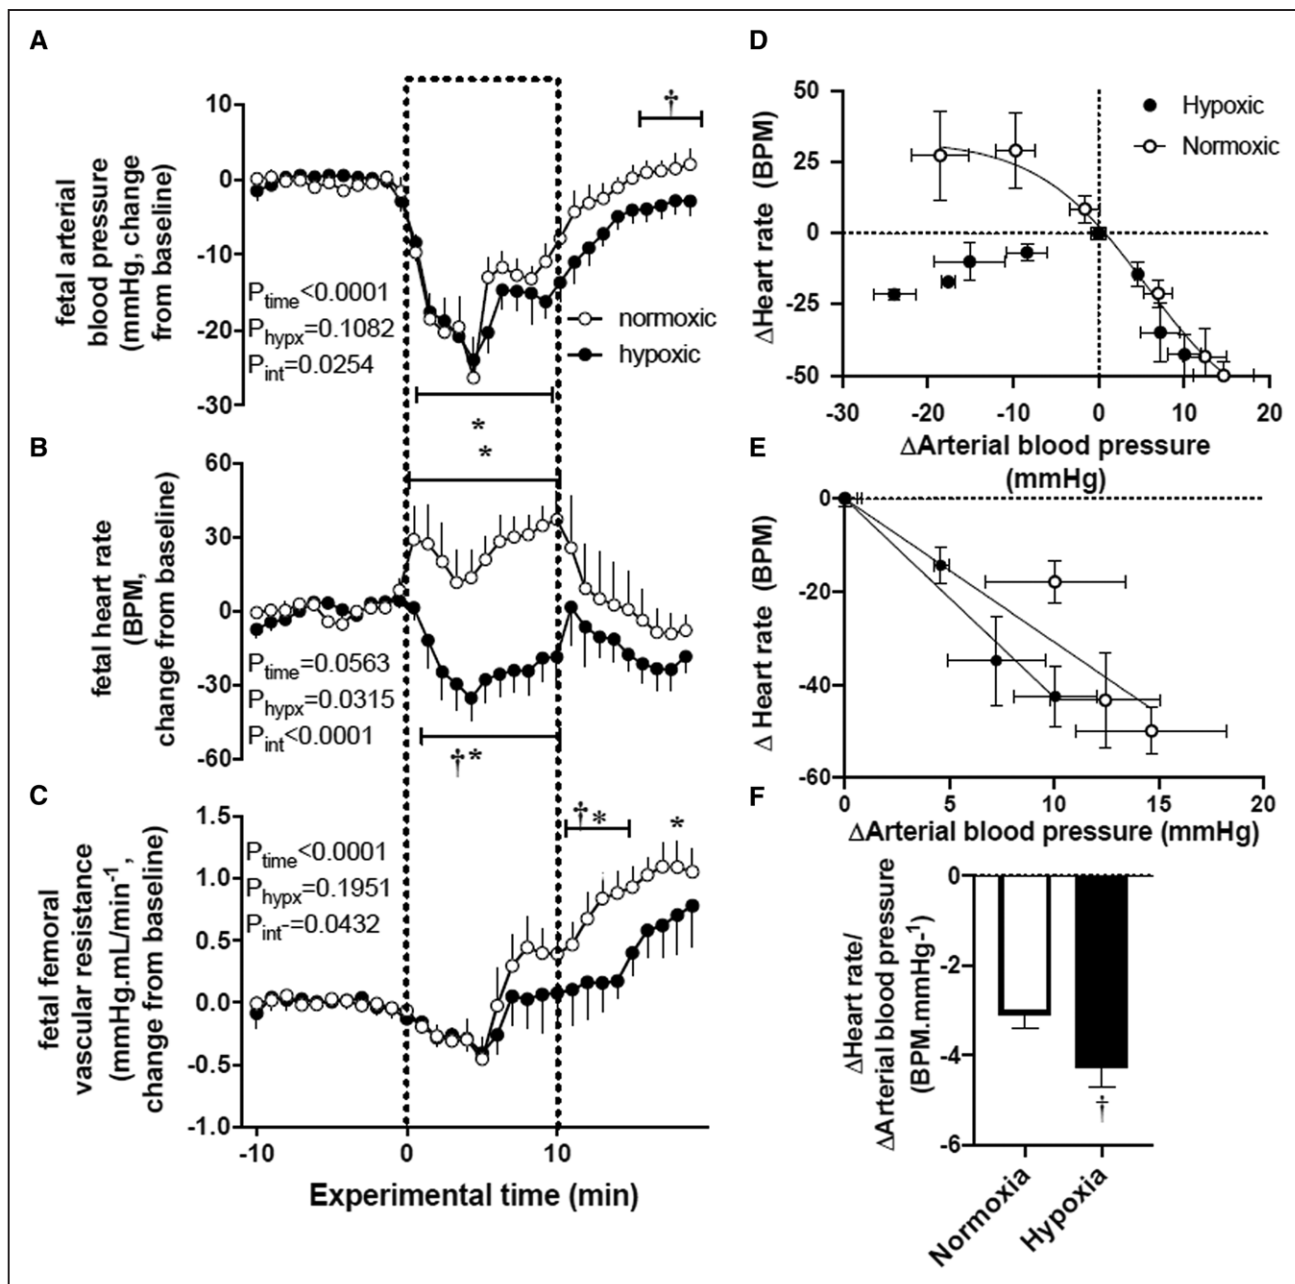 A
10
0
-10
-20
-30
fetal arterial
blood pressure
(mmHg, change
from baseline)
†
Ptime<0.0001
Phypx=0.1082
Pint=0.0254
normoxic
hypoxic
*
B
60
30
0
-30
-60
fetal heart rate
(BPM,
change from baseline)
*
Ptime=0.0563
Phypx=0.0315
Pint<0.0001
†*
C
1.5
1.0
0.5
0.0
-0.5
-1.0
fetal femoral
vascular resistance
(mmHg.mL/min-1,
change from baseline)
Ptime<0.0001
Phypx=0.1951
Pint-=0.0432
†*
*
-10
0
10
Experimental time (min)
D
50
25
0
-25
-50
ΔHeart rate (BPM)
Hypoxic
Normoxic
-30
-20
-10
0
10
20
ΔArterial blood pressure
(mmHg)
E
0
-20
-40
-60
Δ Heart rate (BPM)
0
5
10
15
20
ΔArterial blood pressure (mmHg)
F
0
-2
-4
-6
ΔHeart rate/
ΔArterial blood pressure
(BPM.mmHg-1)
†
Normoxia
Hypoxia